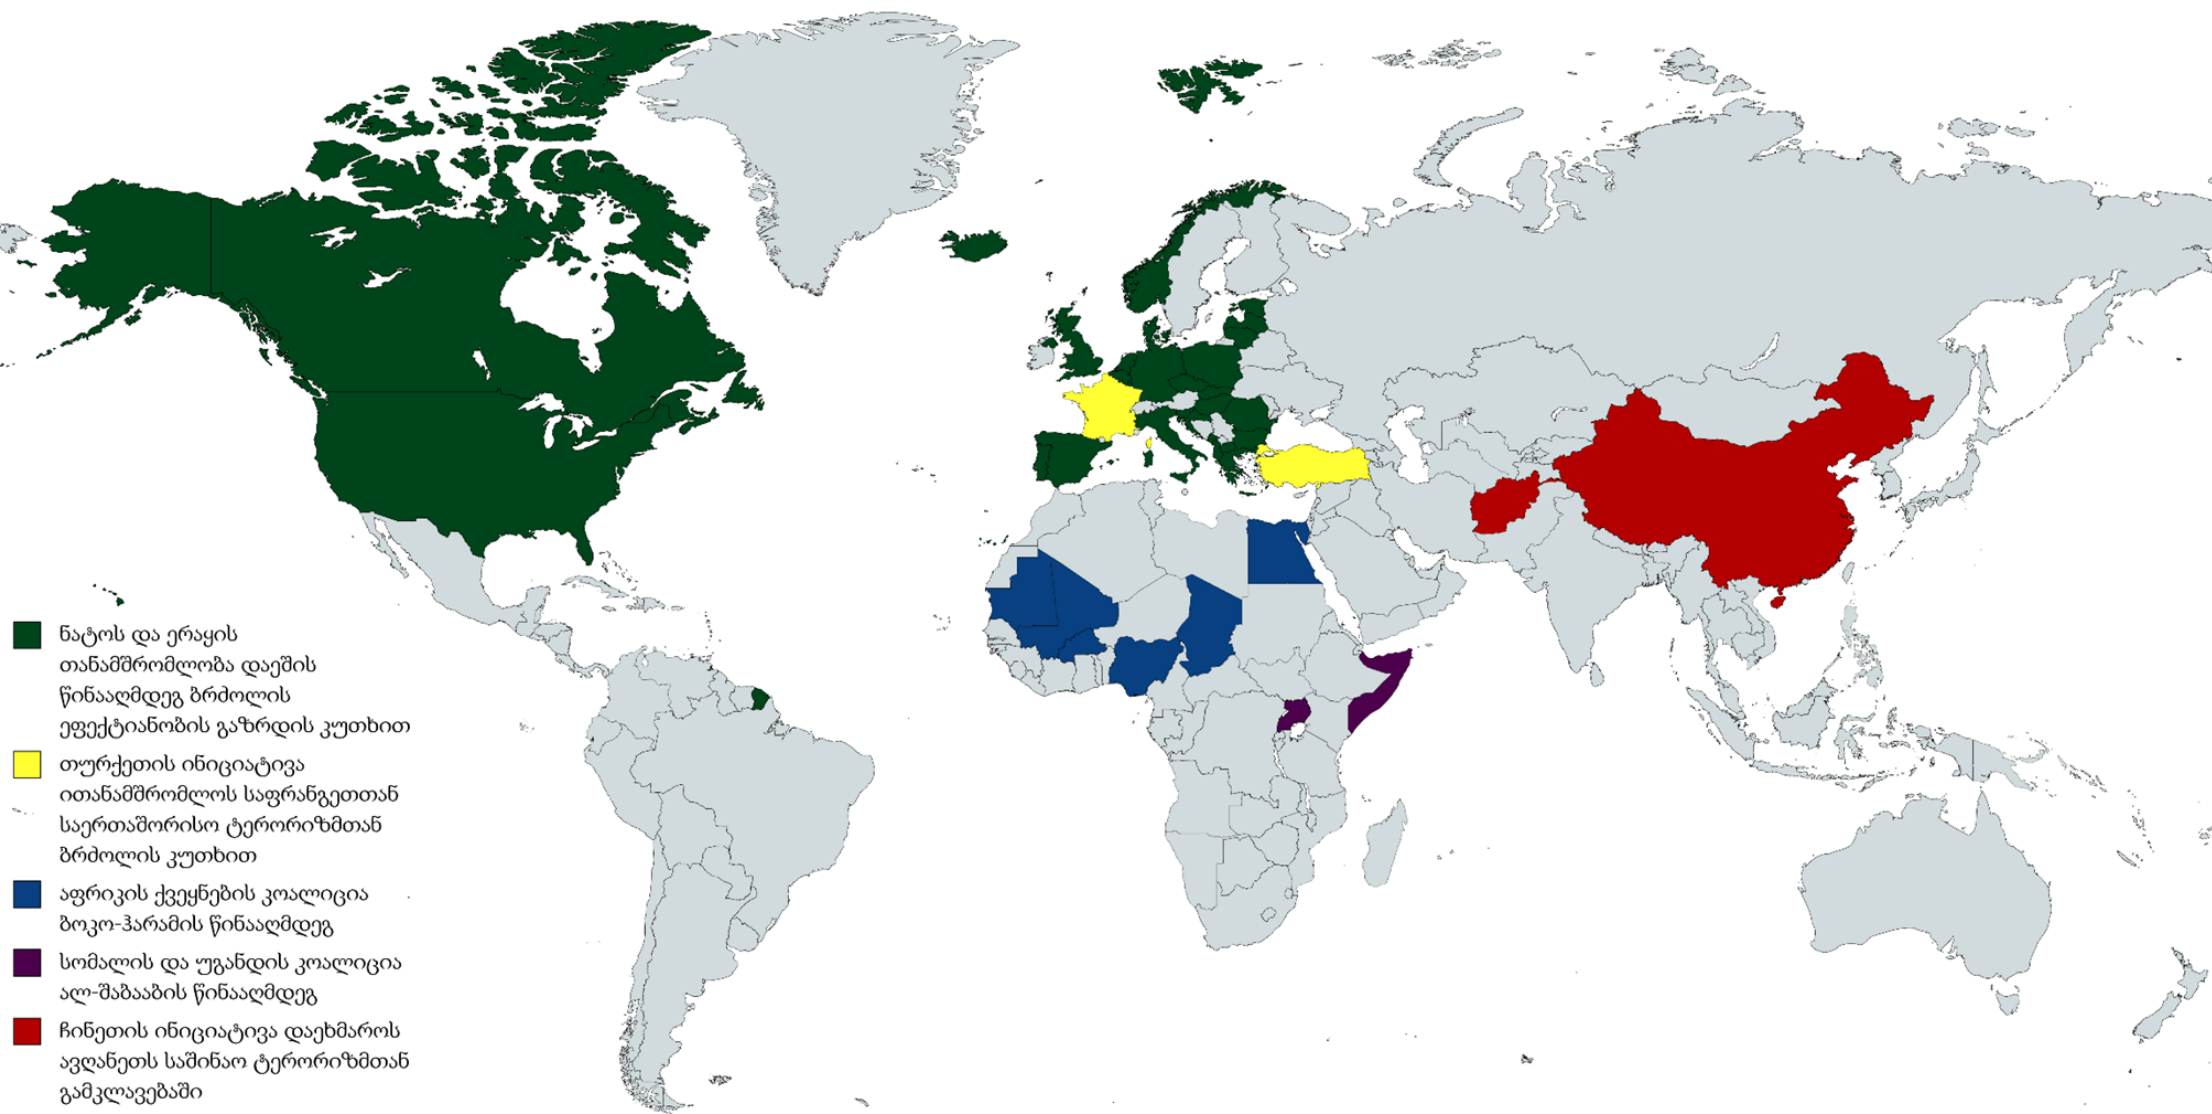 ნატოს და ერაყის
თანამშრომლობა დაეშის
წინააღმდეგ ბრძოლის
ეფექტიანობის გაზრდის კუთხით
თურქეთის ინიციატივა
ითანამშრომლოს საფრანგეთთან
საერთაშორისო ტერორიზმთან
ბრძოლის კუთხით
აფრიკის ქვეყნების კოალიცია
ბოკო-ჰარამის წინააღმდეგ
სომალის და უგანდის კოალიცია
ალ-შაბააბის წინააღმდეგ
ჩინეთის ინიციატივა დაეხმაროს
ავღანეთს საშინაო ტერორიზმთან
გამკლავებაში